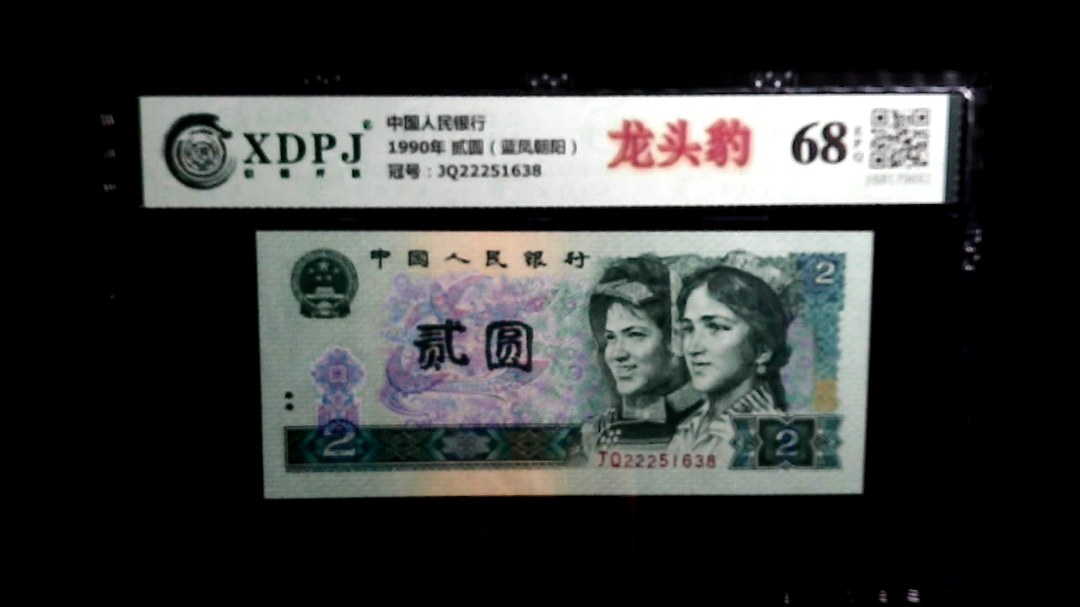 XDPJ
中国人民银行
1990年 贰圆（蓝凤朝阳）
冠号：JQ22251638
龙头豹
68
EPQ
中国人民银行
2
贰圆
2
2
JQ22251638